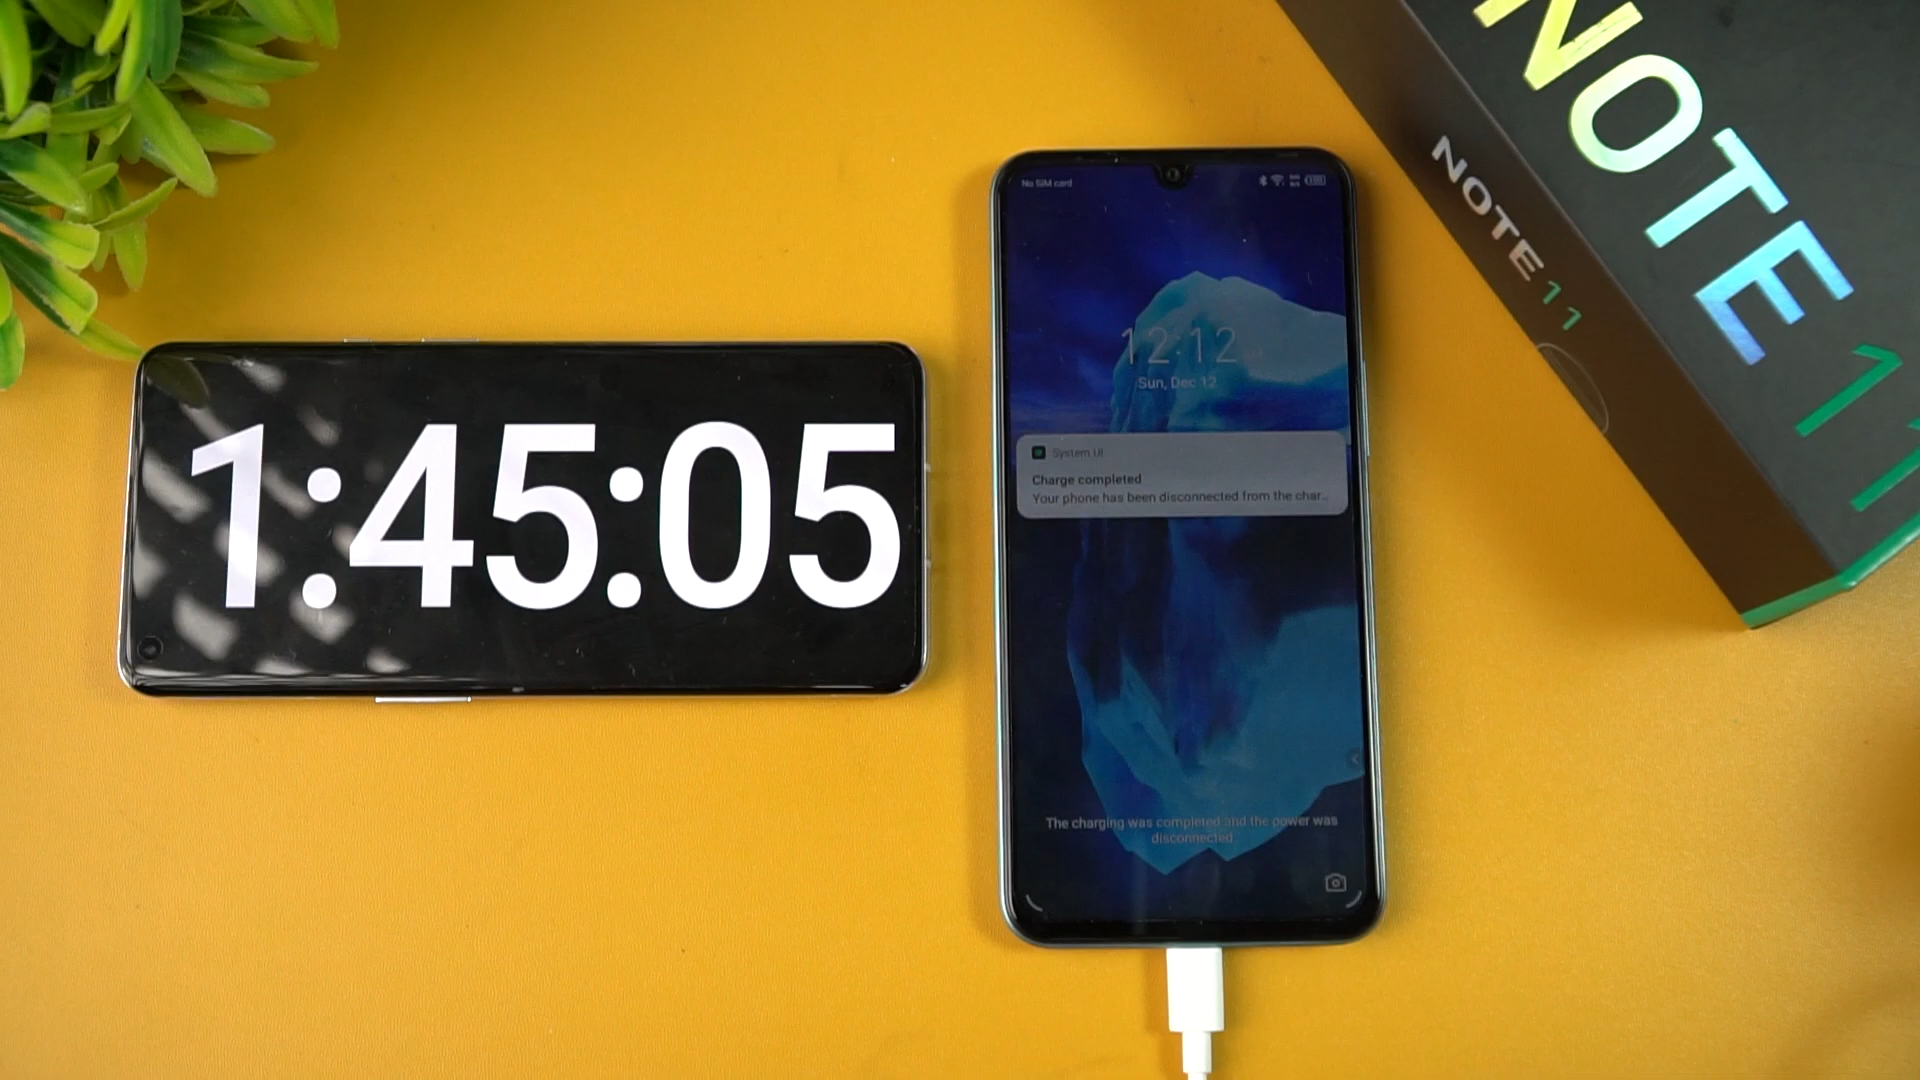 1:45:05
No SIM card
12:12
Sun, Dec 12
System UI
Charge completed
Your phone has been disconnected from the char...
The charging was completed and the power was
disconnected
NOTE 11
NOTE 11